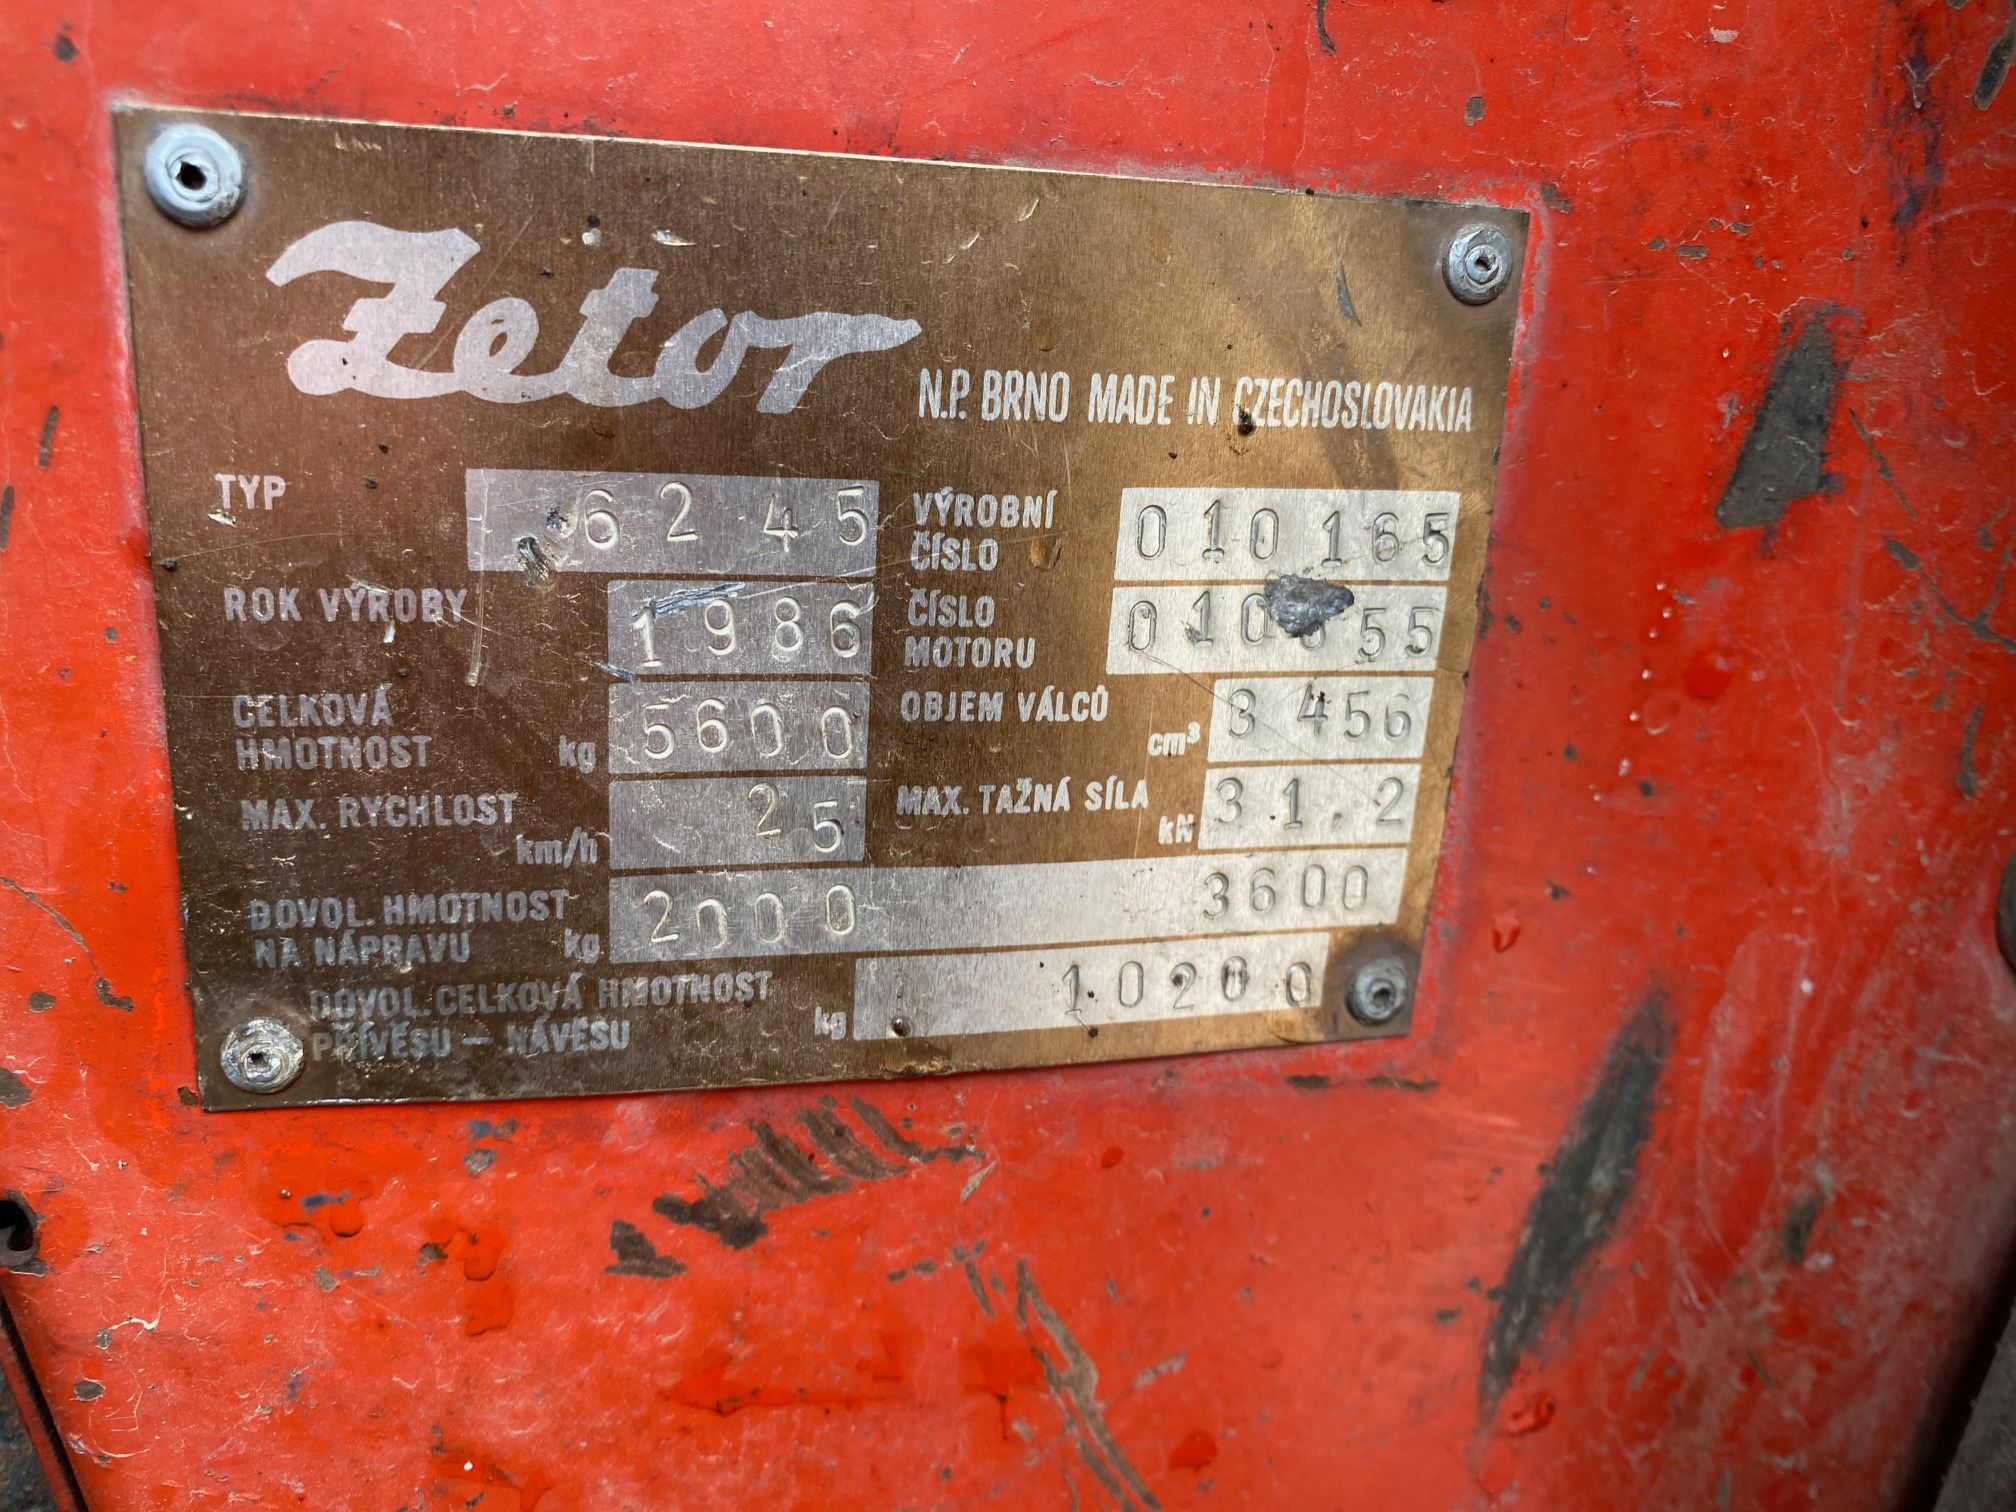 Zetor
N.P. BRNO MADE IN CZECHOSLOVAKIA
TYP 6245
ROK VÝROBY 1986
CELKOVÁ
HMOTNOST kg 5600
MAX. RYCHLOST
km/h 25
VÝROBNÍ
ČÍSLO 010165
ČÍSLO
MOTORU
OBJEM VÁLCŮ
cm³ 3456
MAX. TAŽNÁ SÍLA
kN 31.2
DOVOL. HMOTNOST
NA NÁPRAVU kg 2000 3600
DOVOL. CELKOVÁ HMOTNOST
PŘÍVĚSU – NÁVĚSU kg 10200